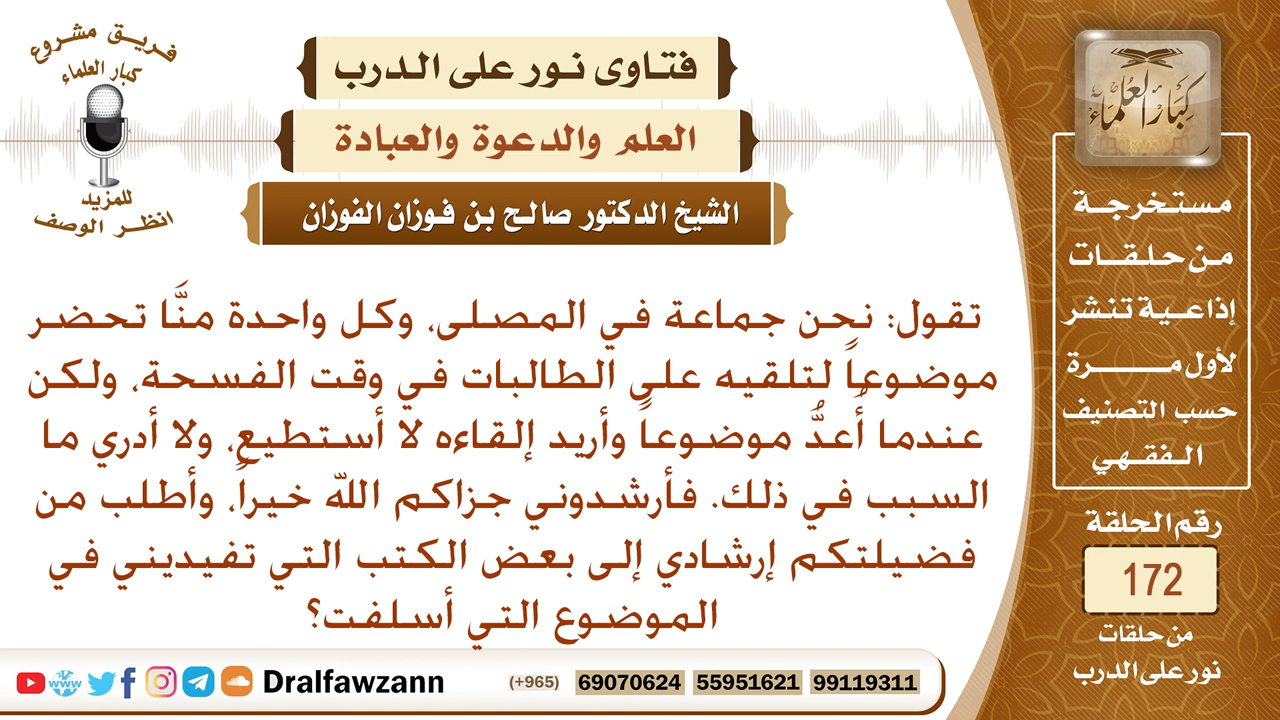 فريق مشروع
كبار العلماء
للمزيد
انظر الوصف
فتاوى نور على الدرب
العلم والدعوة والعبادة
الشيخ الدكتور صالح بن فوزان الفوزان
تقول: نحن جماعة في المصلى، وكل واحدة منَّا تحضر
موضوعاً لتلقيه على الطالبات في وقت الفسحة، ولكن
عندما أُعدُّ موضوعاً وأريد إلقاءه لا أستطيع، ولا أدري ما
السبب في ذلك. فأرشدوني جزاكم الله خيراً، وأطلب من
فضيلتكم إرشادي إلى بعض الكتب التي تفيديني في
الموضوع التي أسلفت؟
كبار العلماء
مستخرجة
من حلقات
إذاعية تنشر
لأول مرة
حسب التصنيف
الفقهي
رقم الحلقة
172
من حلقات
نور على الدرب
www Dralfawzann (+965) 69070624 55951621 99119311